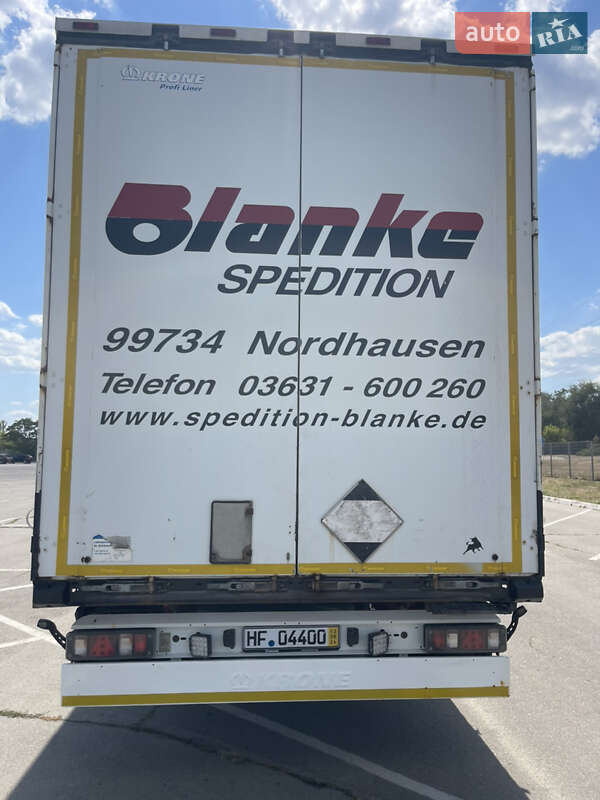 auto RIA
KRONE
Profi Liner
Blanke
SPEDITION
99734 Nordhausen
Telefon 03631 - 600 260
www.spedition-blanke.de
HF 04400
KRONE